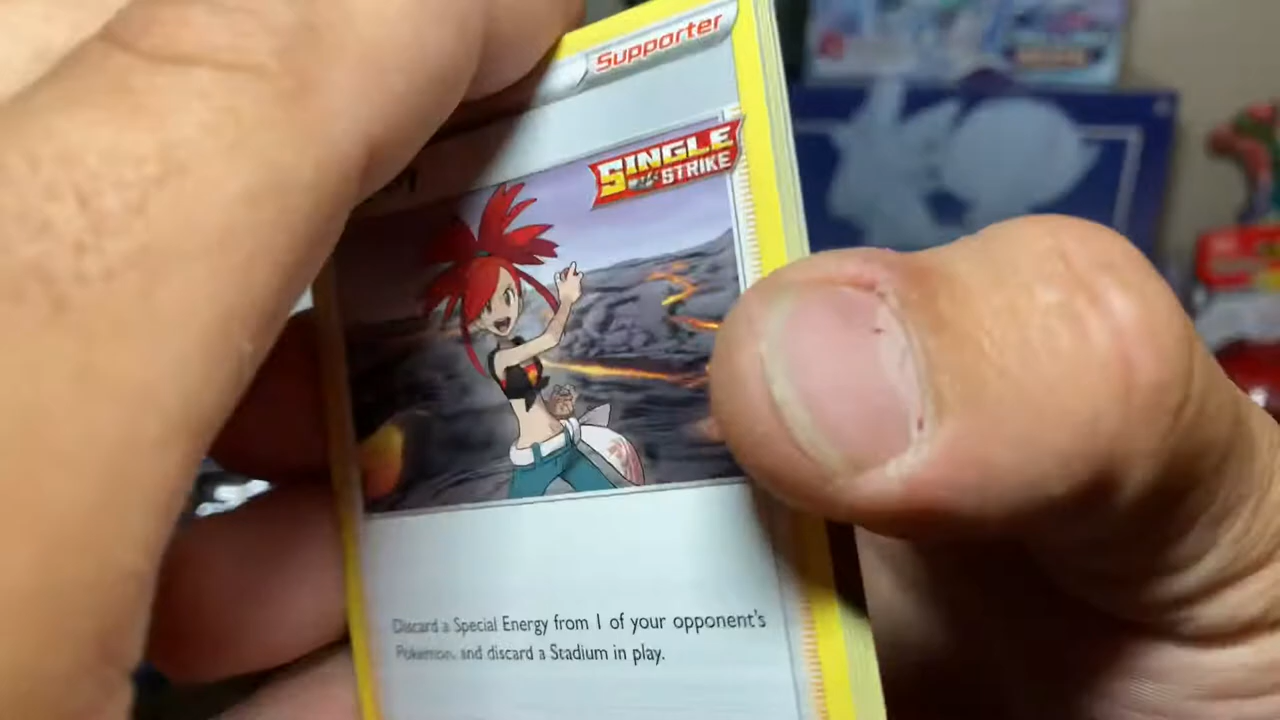 Supporter
SINGLE
STRIKE
Discard a Special Energy from 1 of your opponent's
Pokémon, and discard a Stadium in play.